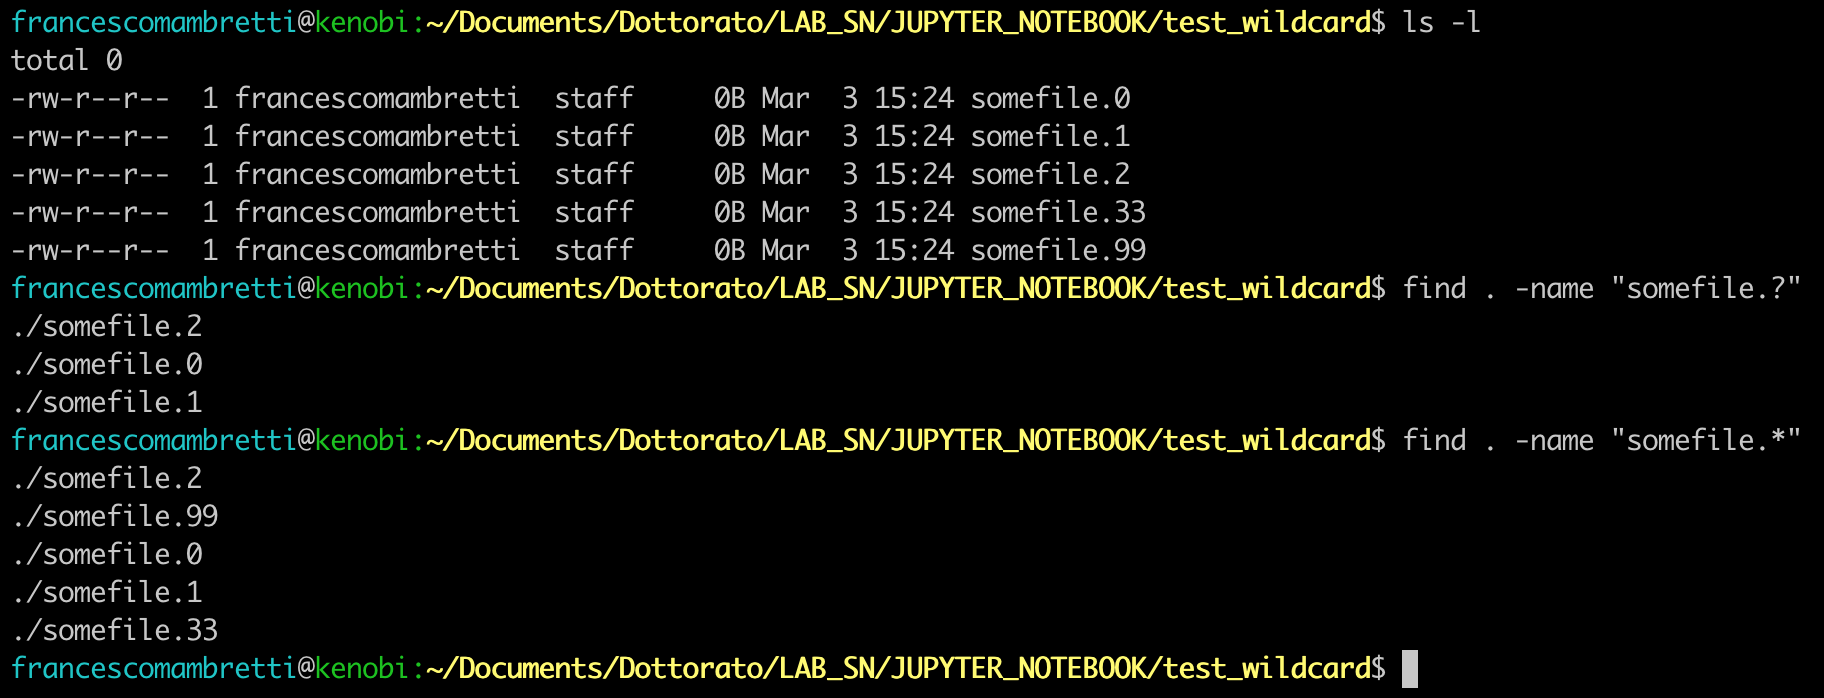 francescomambretti@kenobi:~/Documents/Dottorato/LAB_SN/JUPYTER_NOTEBOOK/test_wildcard$ ls -l
total 0
-rw-r--r--  1 francescomambretti  staff     0B Mar  3 15:24 somefile.0
-rw-r--r--  1 francescomambretti  staff     0B Mar  3 15:24 somefile.1
-rw-r--r--  1 francescomambretti  staff     0B Mar  3 15:24 somefile.2
-rw-r--r--  1 francescomambretti  staff     0B Mar  3 15:24 somefile.33
-rw-r--r--  1 francescomambretti  staff     0B Mar  3 15:24 somefile.99
francescomambretti@kenobi:~/Documents/Dottorato/LAB_SN/JUPYTER_NOTEBOOK/test_wildcard$ find . -name "somefile.?"
./somefile.2
./somefile.0
./somefile.1
francescomambretti@kenobi:~/Documents/Dottorato/LAB_SN/JUPYTER_NOTEBOOK/test_wildcard$ find . -name "somefile.*"
./somefile.2
./somefile.99
./somefile.0
./somefile.1
./somefile.33
francescomambretti@kenobi:~/Documents/Dottorato/LAB_SN/JUPYTER_NOTEBOOK/test_wildcard$